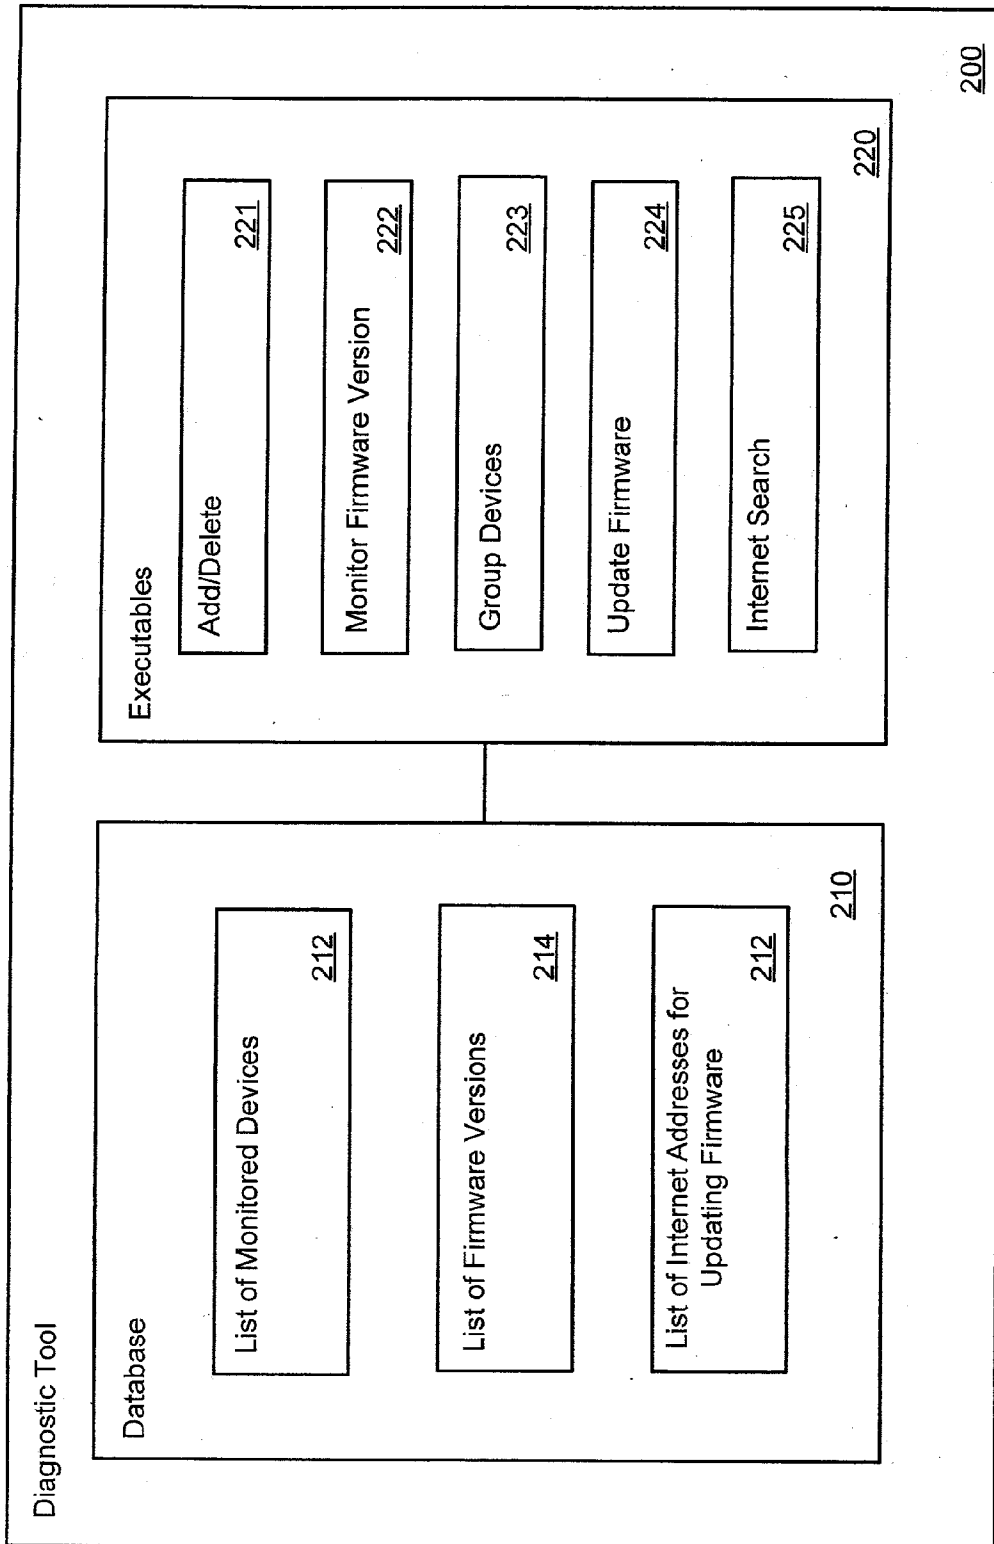 Diagnostic Tool
Database
List of Monitored Devices
212
List of Firmware Versions
214
List of Internet Addresses for
Updating Firmware
212
210
Executables
Add/Delete
221
Monitor Firmware Version
222
Group Devices
223
Update Firmware
224
Internet Search
225
220
200